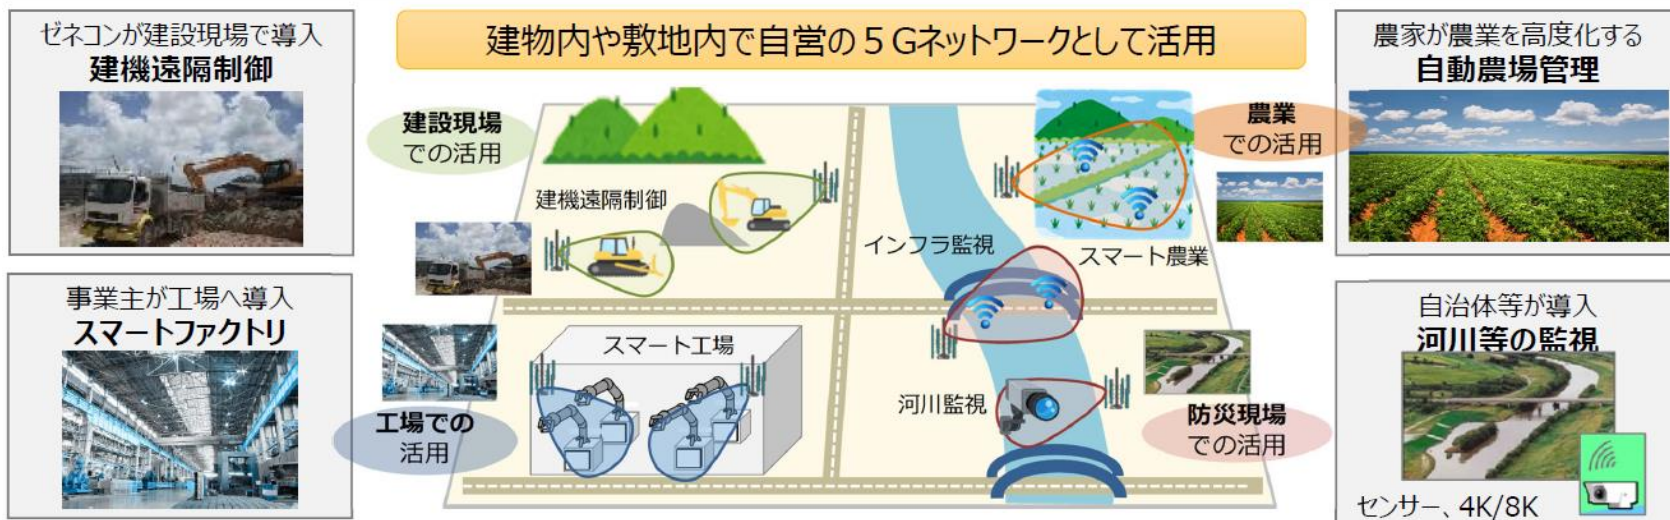 ゼネコンが建設現場で導入
建機遠隔制御
建物内や敷地内で自営の5Gネットワークとして活用
農家が農業を高度化する
自動農場管理
建設現場
での活用
農業
での活用
建機遠隔制御
インフラ監視
スマート農業
事業主が工場へ導入
スマートファクトリ
スマート工場
河川監視
工場での
活用
防災現場
での活用
自治体等が導入
河川等の監視
センサー、4K/8K